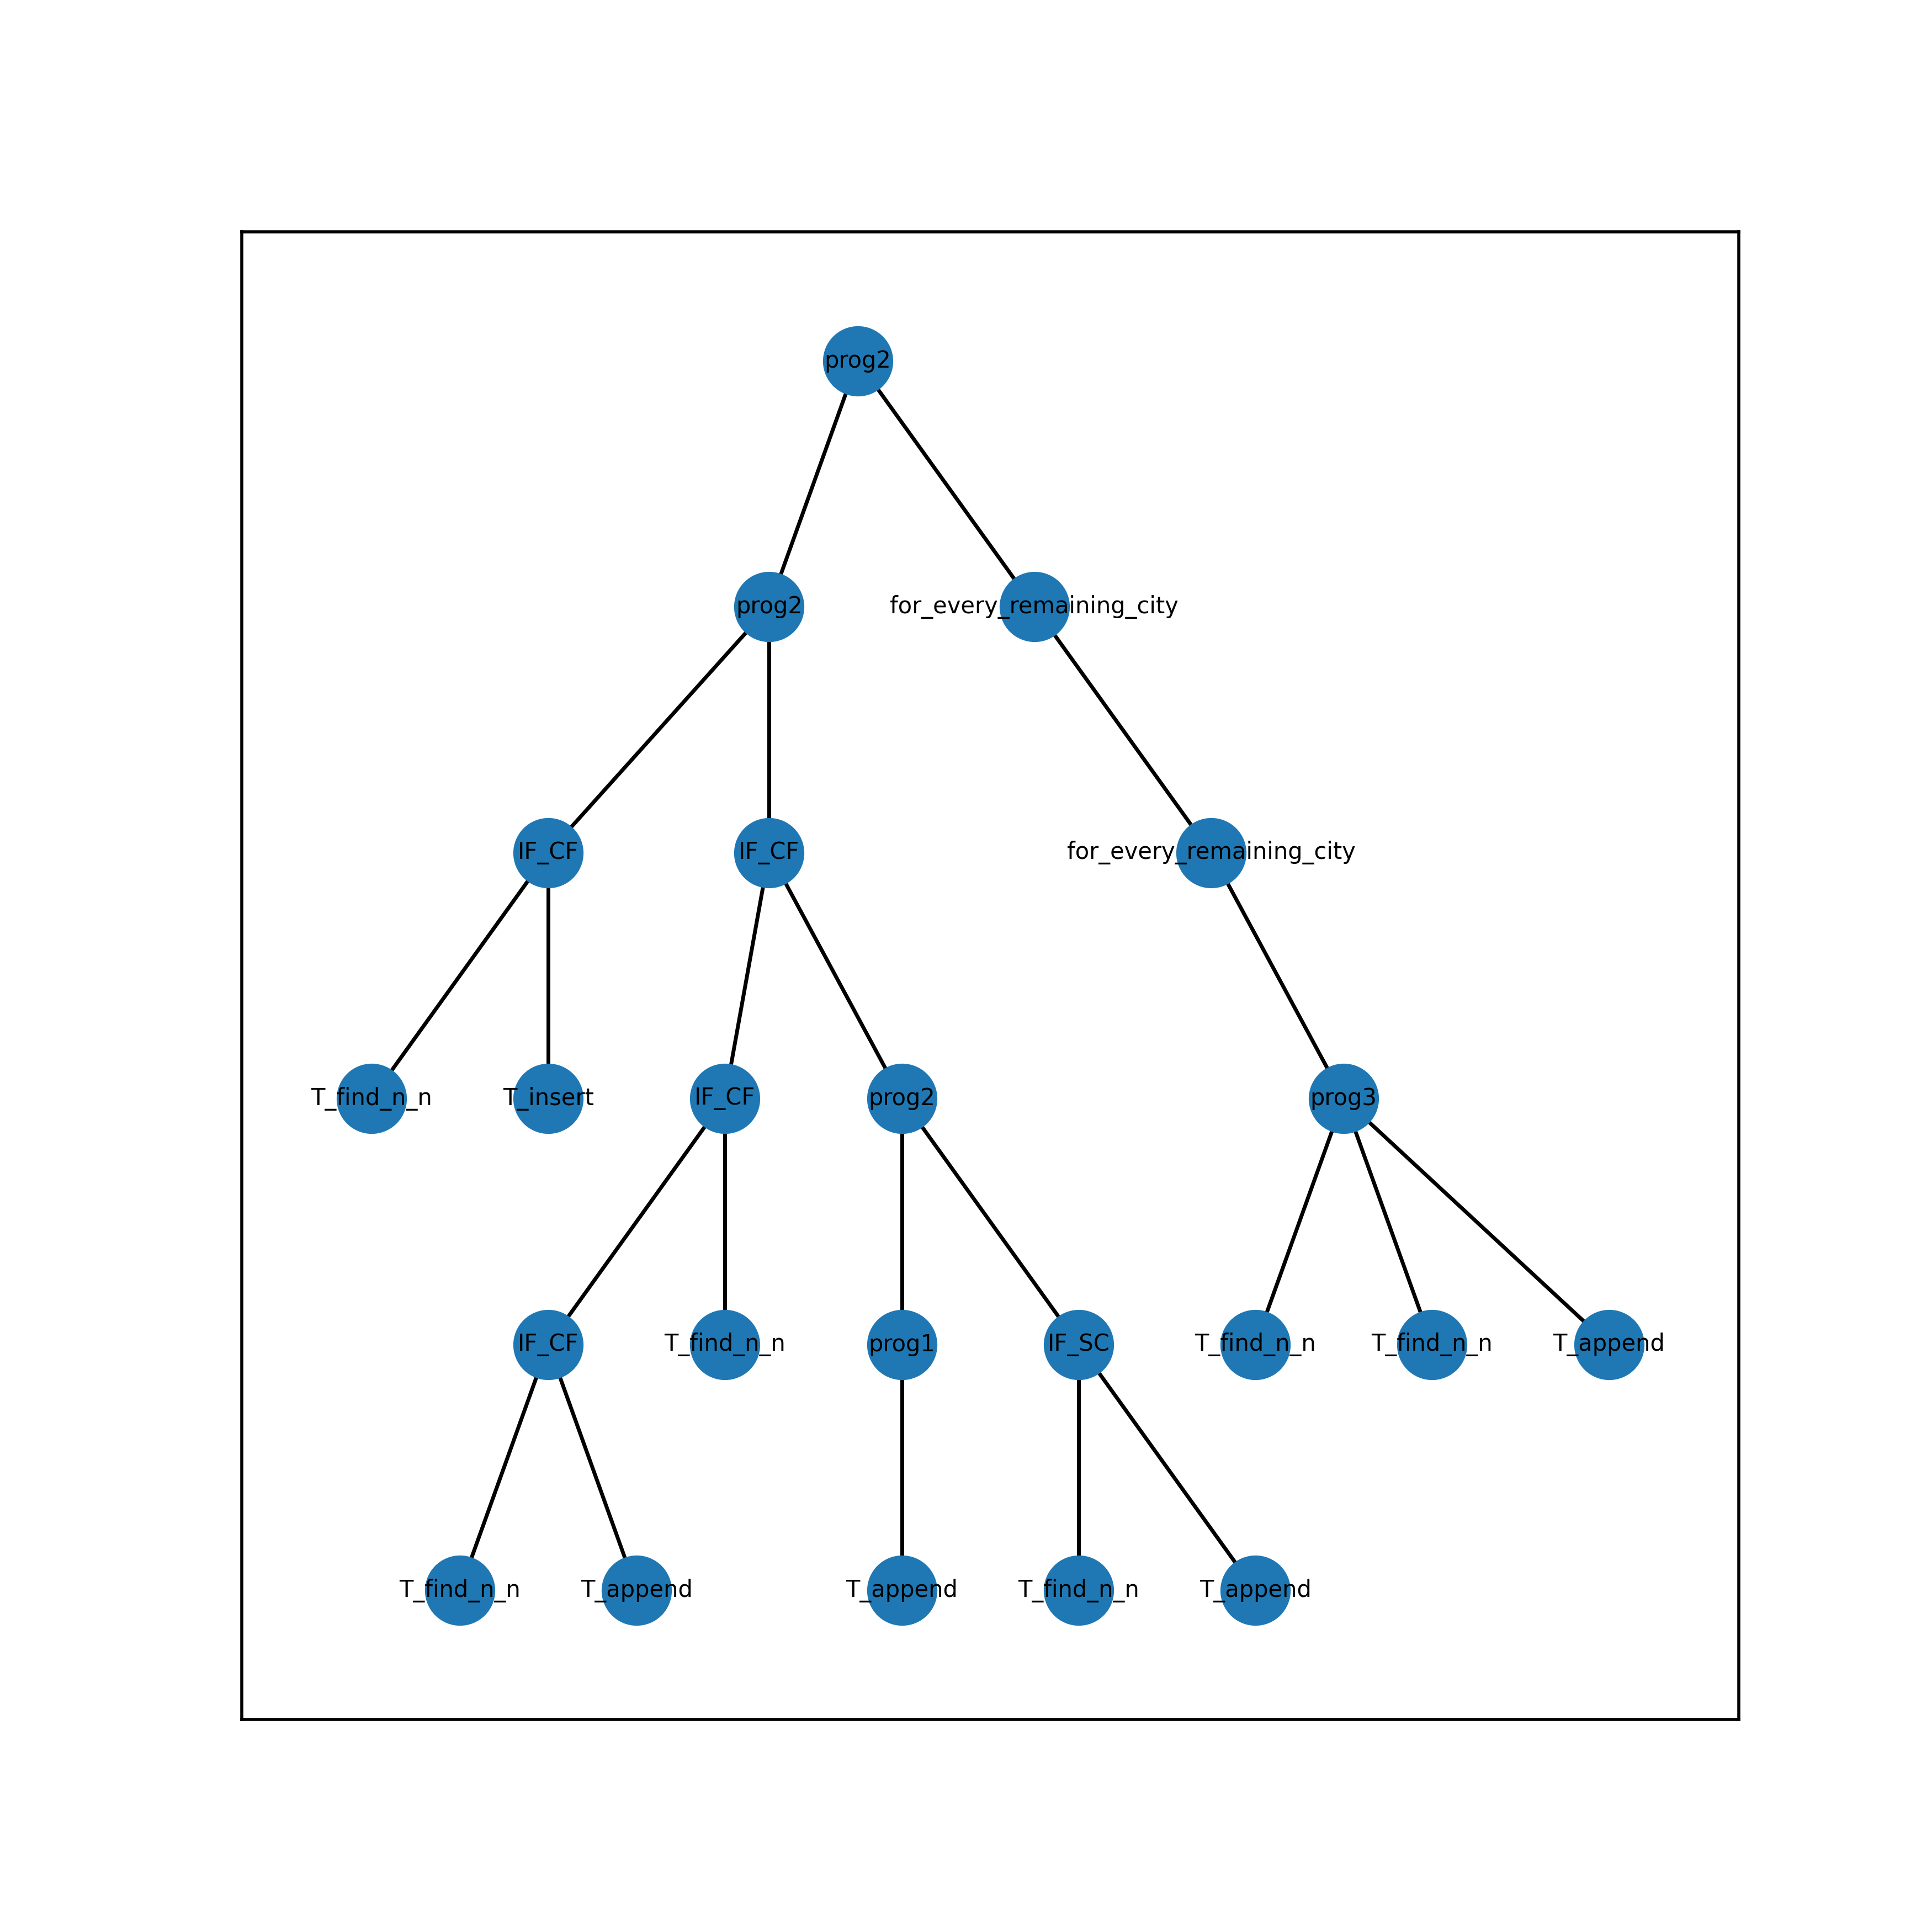 prog2
prog2
for_every_remaining_city
IF_CF
IF_CF
for_every_remaining_city
T_find_n_n
T_insert
IF_CF
prog2
prog3
IF_CF
T_find_n_n
prog1
IF_SC
T_find_n_n
T_find_n_n
T_append
T_find_n_n
T_append
T_append
T_find_n_n
T_append